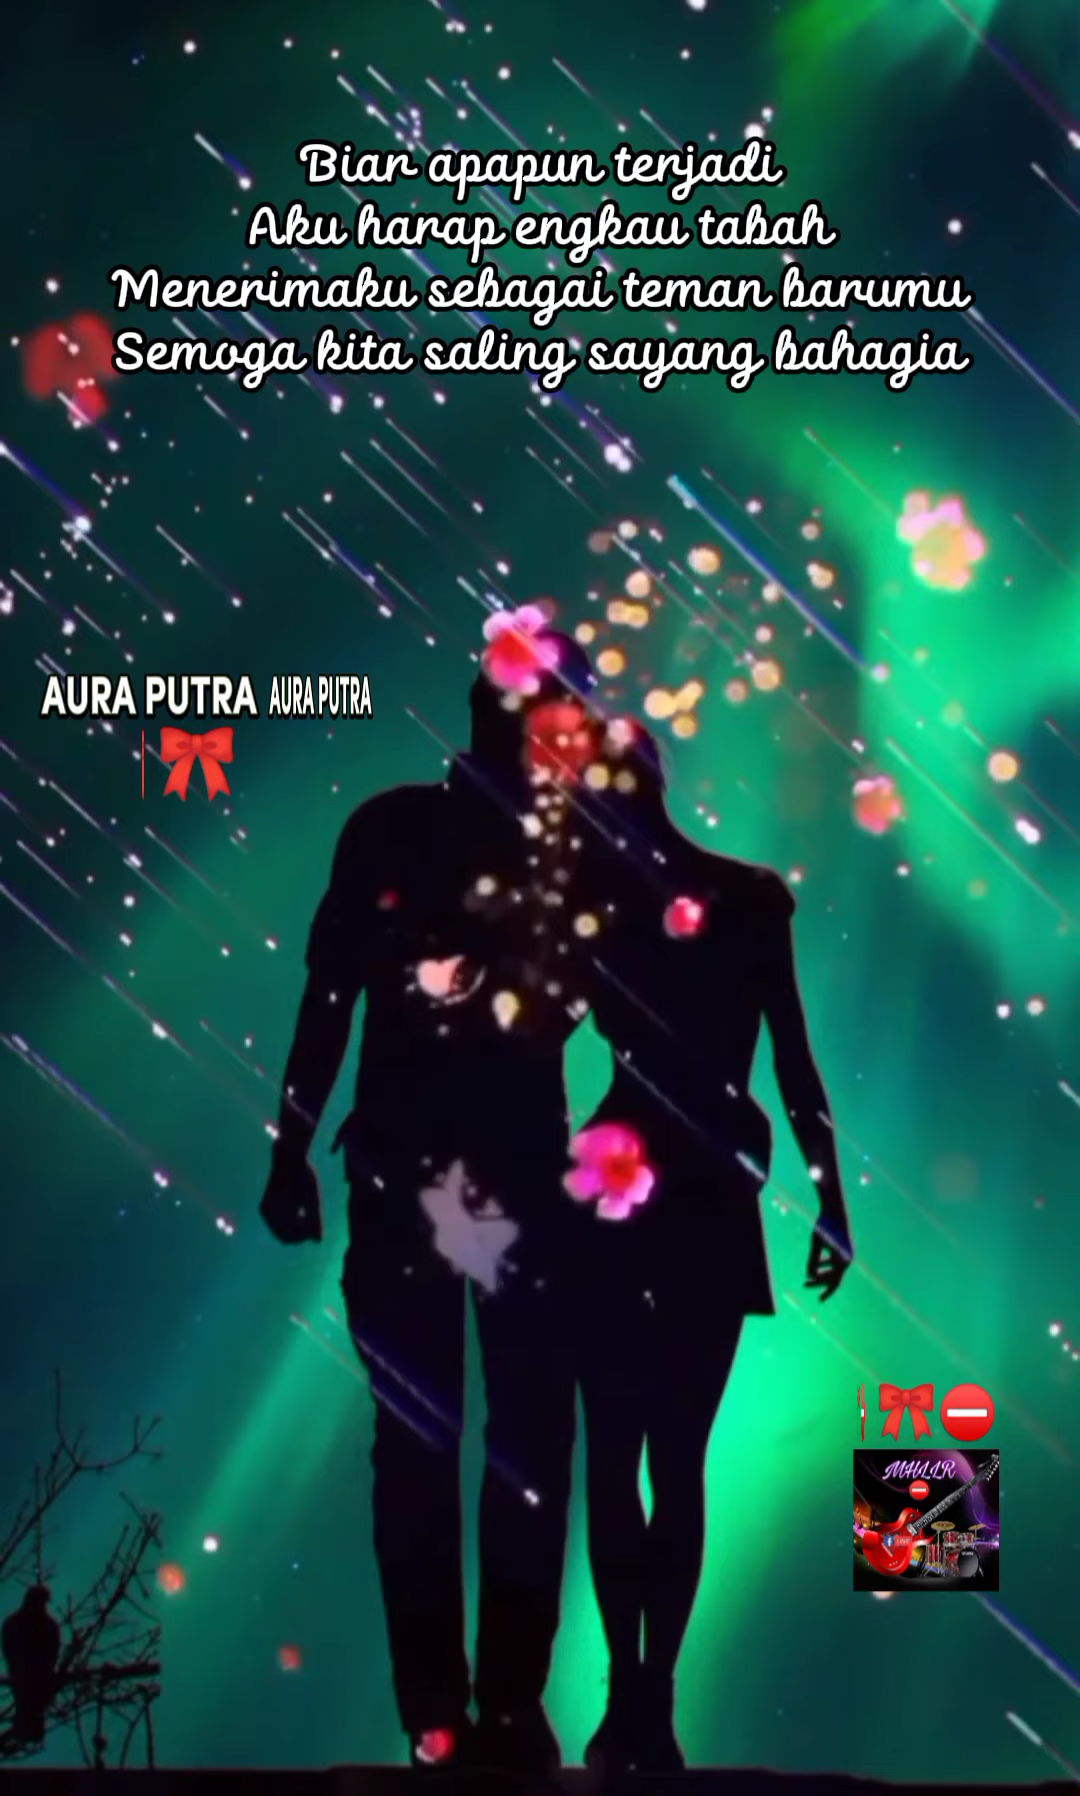 Biar apapun terjadi
Aku harap engkau tabah
Menerimaku sebagai teman barumu
Semoga kita saling sayang bahagia
AURA PUTRA AURA PUTRA
MHLLR